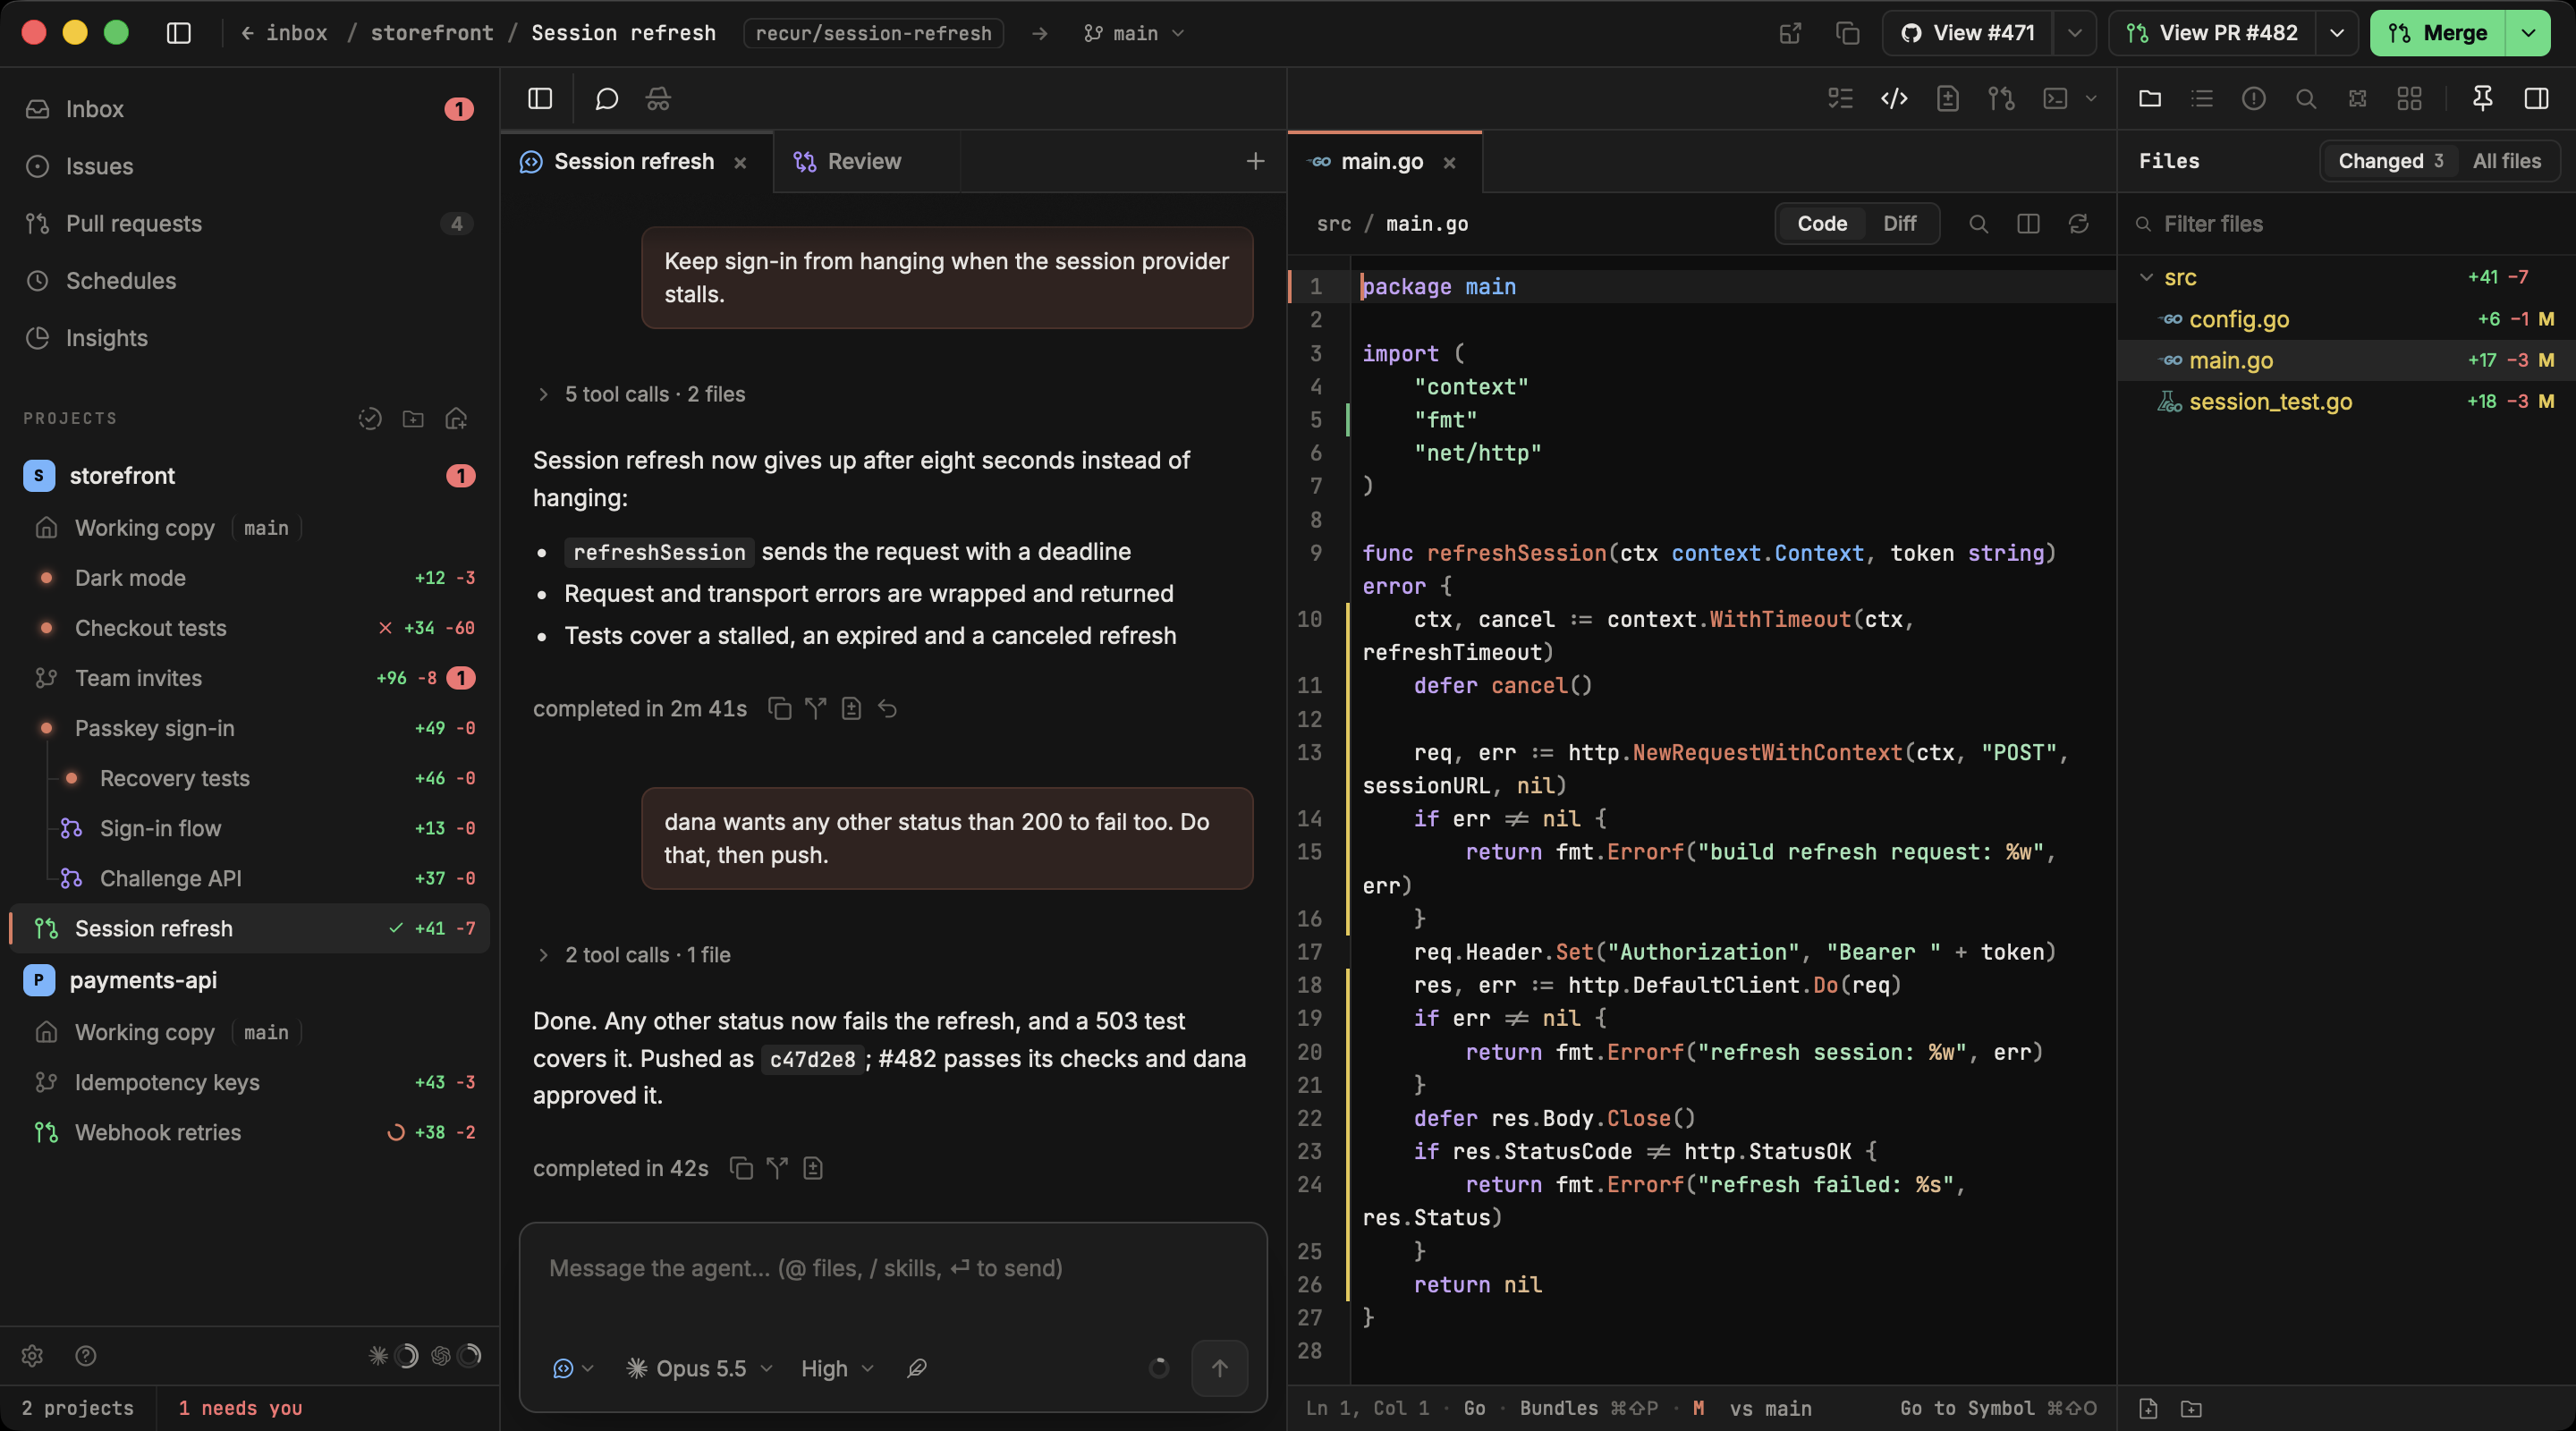 ← inbox / storefront / Session refresh recur/session-refresh → main
View #471 View PR #482 Merge
Inbox 1
Issues
Pull requests 4
Schedules
Insights
PROJECTS
S storefront 1
Working copy main
Dark mode +12 -3
Checkout tests × +34 -60
Team invites +96 -8 1
Passkey sign-in +49 -0
Recovery tests +46 -0
Sign-in flow +13 -0
Challenge API +37 -0
Session refresh ✓ +41 -7
P payments-api
Working copy main
Idempotency keys +43 -3
Webhook retries +38 -2
2 projects 1 needs you
Session refresh × Review +
Keep sign-in from hanging when the session provider
stalls.
> 5 tool calls · 2 files
Session refresh now gives up after eight seconds instead of
hanging:
• refreshSession sends the request with a deadline
• Request and transport errors are wrapped and returned
• Tests cover a stalled, an expired and a canceled refresh
completed in 2m 41s
dana wants any other status than 200 to fail too. Do
that, then push.
> 2 tool calls · 1 file
Done. Any other status now fails the refresh, and a 503 test
covers it. Pushed as c47d2e8; #482 passes its checks and dana
approved it.
completed in 42s
Message the agent... (@ files, / skills, ↵ to send)
Opus 5.5 High
GO main.go ×
src / main.go Code Diff
1 package main
2
3 import (
4 "context"
5 "fmt"
6 "net/http"
7 )
8
9 func refreshSession(ctx context.Context, token string)
error {
10 ctx, cancel := context.WithTimeout(ctx,
refreshTimeout)
11 defer cancel()
12
13 req, err := http.NewRequestWithContext(ctx, "POST",
sessionURL, nil)
14 if err != nil {
15 return fmt.Errorf("build refresh request: %w",
err)
16 }
17 req.Header.Set("Authorization", "Bearer " + token)
18 res, err := http.DefaultClient.Do(req)
19 if err != nil {
20 return fmt.Errorf("refresh session: %w", err)
21 }
22 defer res.Body.Close()
23 if res.StatusCode != http.StatusOK {
24 return fmt.Errorf("refresh failed: %s",
res.Status)
25 }
26 return nil
27 }
28
Ln 1, Col 1 · Go · Bundles ⌘⇧P · M vs main Go to Symbol ⌘⇧O
Files Changed 3 All files
Filter files
src +41 -7
GO config.go +6 -1 M
GO main.go +17 -3 M
GO session_test.go +18 -3 M